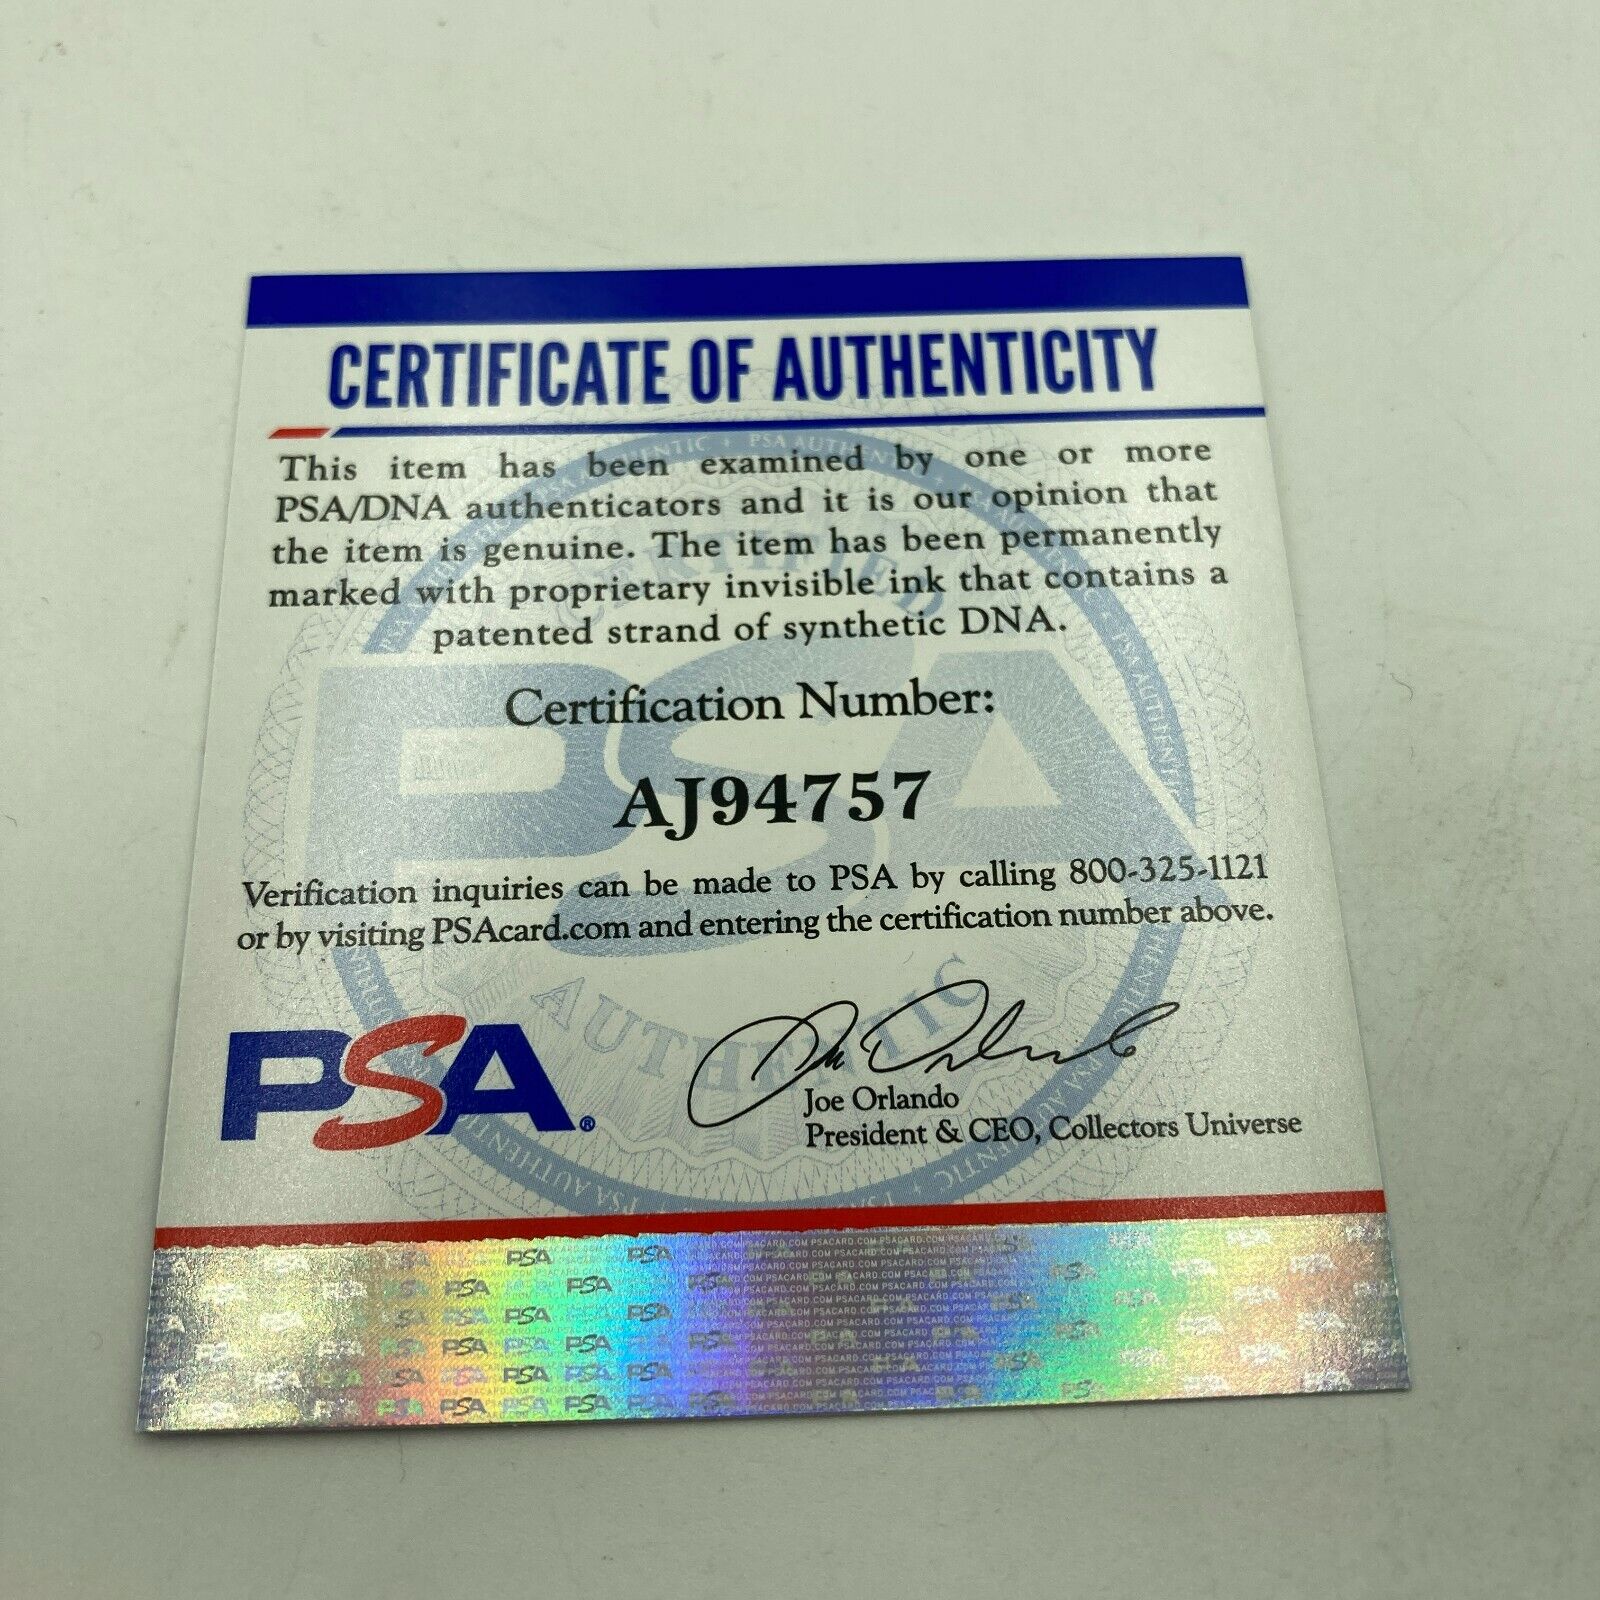 CERTIFICATE OF AUTHENTICITY
This item has been examined by one or more
PSA/DNA authenticators and it is our opinion that
the item is genuine. The item has been permanently
marked with proprietary invisible ink that contains a
patented strand of synthetic DNA.
Certification Number:
AJ94757
Verification inquiries can be made to PSA by calling 800-325-1121
or by visiting PSAcard.com and entering the certification number above.
PSA®
Joe Orlando
President & CEO, Collectors Universe
CERTIFIED
PSA
AUTHENTIC